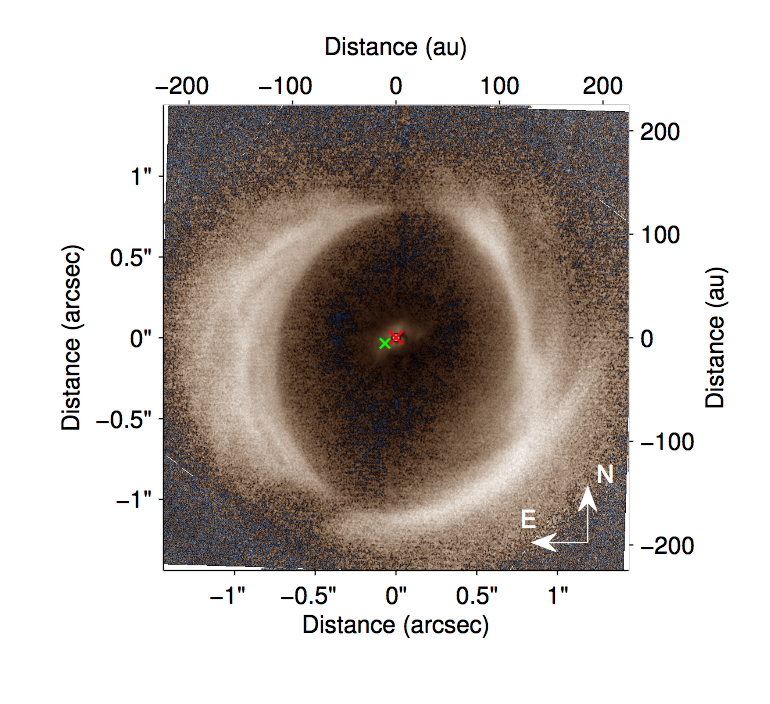 Distance (au)
−200 −100 0 100 200
200
1"
100
0.5"
Distance (arcsec)
0"
0
Distance (au)
−0.5"
−100
−1"
N
E
−200
−1" −0.5" 0" 0.5" 1"
Distance (arcsec)